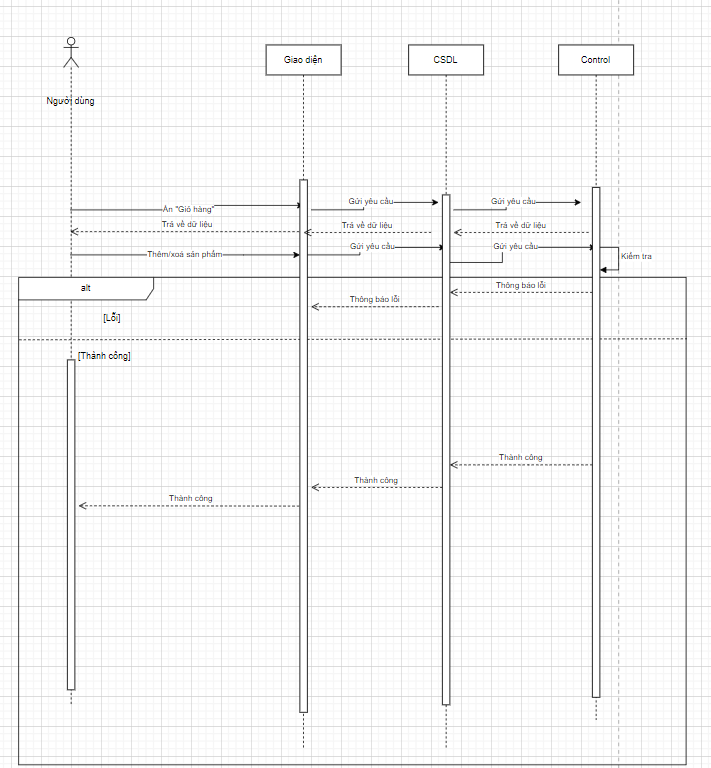 Giao diện
CSDL
Control
Người dùng
Ấn "Giỏ hàng"
Gửi yêu cầu
Gửi yêu cầu
Trả về dữ liệu
Trả về dữ liệu
Trả về dữ liệu
Thêm/xoá sản phẩm
Gửi yêu cầu
Gửi yêu cầu
Kiểm tra
alt
Thông báo lỗi
Thông báo lỗi
[Lỗi]
[Thành công]
Thành công
Thành công
Thành công